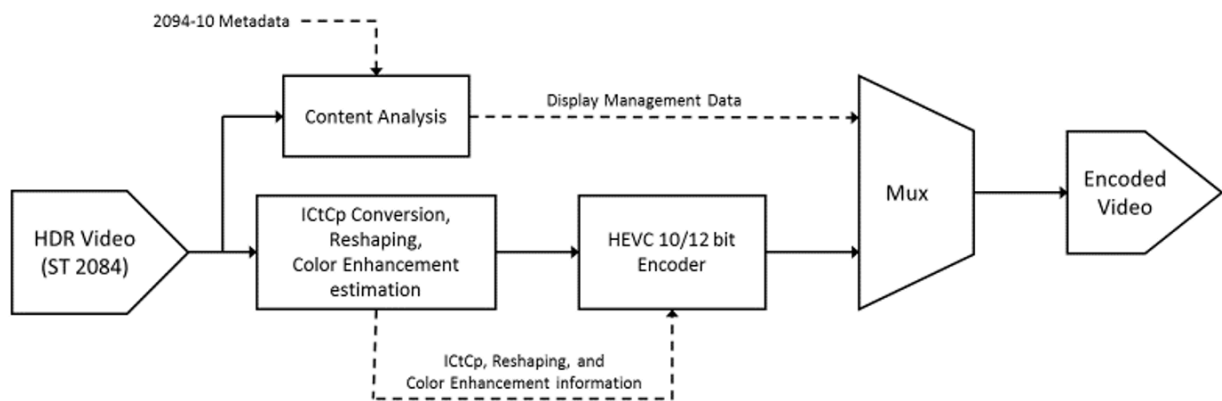 2094-10 Metadata
Content Analysis
Display Management Data
HDR Video
(ST 2084)
ICtCp Conversion,
Reshaping,
Color Enhancement
estimation
HEVC 10/12 bit
Encoder
Mux
Encoded
Video
ICtCp, Reshaping, and
Color Enhancement information